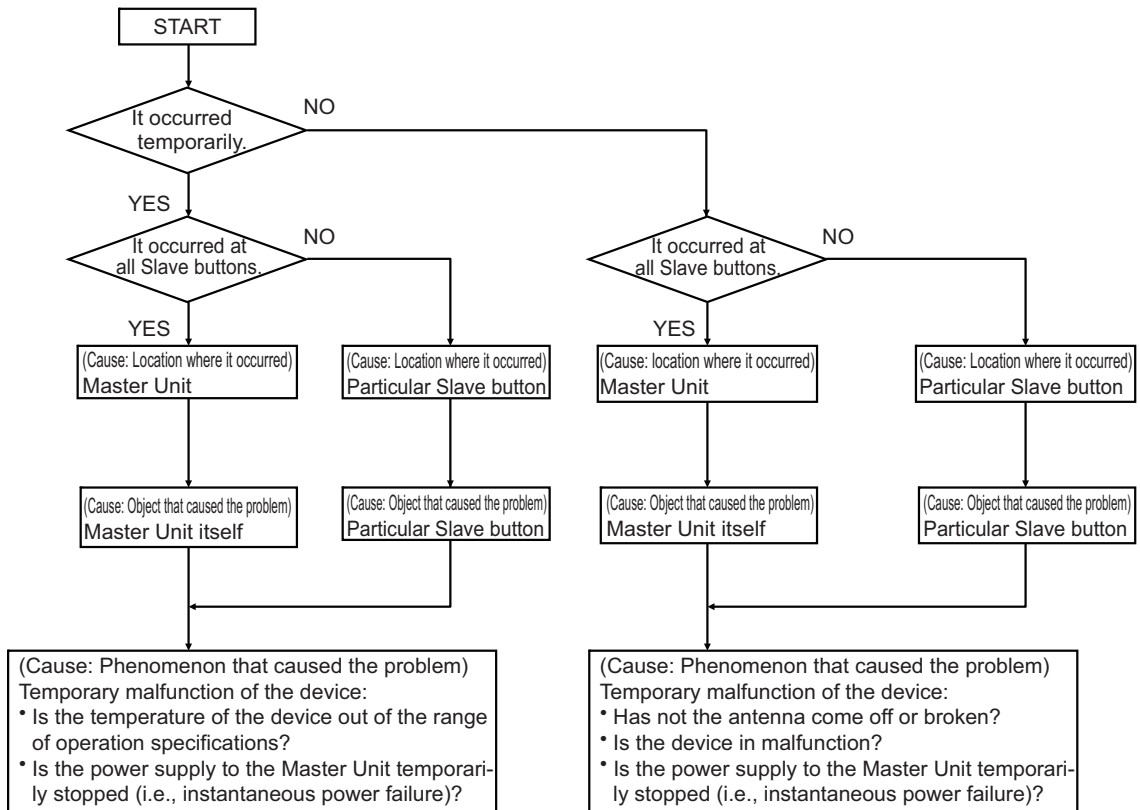 START
It occurred
temporarily.
NO
YES
It occurred at
all Slave buttons.
NO
YES
(Cause: Location where it occurred)
Master Unit
(Cause: Location where it occurred)
Particular Slave button
(Cause: Object that caused the problem)
Master Unit itself
(Cause: Object that caused the problem)
Particular Slave button
(Cause: Phenomenon that caused the problem)
Temporary malfunction of the device:
• Is the temperature of the device out of the range
of operation specifications?
• Is the power supply to the Master Unit temporari-
ly stopped (i.e., instantaneous power failure)?
It occurred at
all Slave buttons.
NO
YES
(Cause: location where it occurred)
Master Unit
(Cause: Location where it occurred)
Particular Slave button
(Cause: Object that caused the problem)
Master Unit itself
(Cause: Object that caused the problem)
Particular Slave button
(Cause: Phenomenon that caused the problem)
Temporary malfunction of the device:
• Has not the antenna come off or broken?
• Is the device in malfunction?
• Is the power supply to the Master Unit temporari-
ly stopped (i.e., instantaneous power failure)?